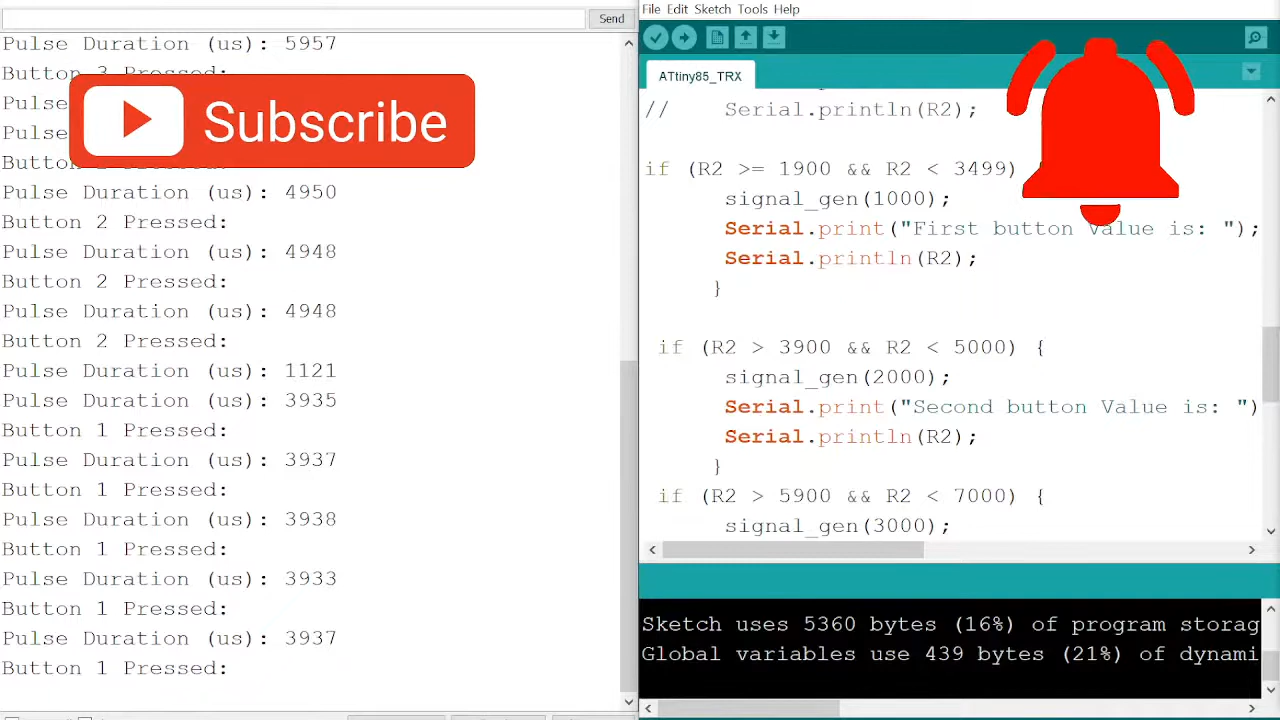 Send
Pulse Duration (us): 5957
Button 3 Pressed:
Subscribe
Pulse Duration (us): 4950
Button 2 Pressed:
Pulse Duration (us): 4948
Button 2 Pressed:
Pulse Duration (us): 4948
Button 2 Pressed:
Pulse Duration (us): 1121
Pulse Duration (us): 3935
Button 1 Pressed:
Pulse Duration (us): 3937
Button 1 Pressed:
Pulse Duration (us): 3938
Button 1 Pressed:
Pulse Duration (us): 3933
Button 1 Pressed:
Pulse Duration (us): 3937
Button 1 Pressed:
File Edit Sketch Tools Help
ATtiny85_TRX
// Serial.println(R2);
if (R2 >= 1900 && R2 < 3499)
signal_gen(1000);
Serial.print("First button Value is: ");
Serial.println(R2);
}
if (R2 > 3900 && R2 < 5000) {
signal_gen(2000);
Serial.print("Second button Value is: ")
Serial.println(R2);
}
if (R2 > 5900 && R2 < 7000) {
signal_gen(3000);
Sketch uses 5360 bytes (16%) of program storag
Global variables use 439 bytes (21%) of dynami